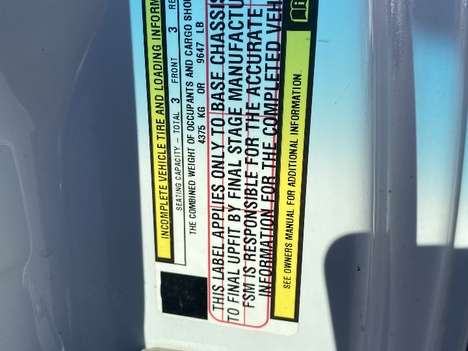 INCOMPLETE VEHICLE TIRE AND LOADING INFORM
SEATING CAPACITY - TOTAL 3 FRONT 3 RE
THE COMBINED WEIGHT OF OCCUPANTS AND CARGO SHO
4375 KG OR 9647 LB
THIS LABEL APPLIES ONLY TO BASE CHASSIS
TO FINAL UPFIT BY FINAL STAGE MANUFACTU
FSM IS RESPONSIBLE FOR THE ACCURATE
INFORMATION FOR THE COMPLETED VEH
SEE OWNERS MANUAL FOR ADDITIONAL INFORMATION